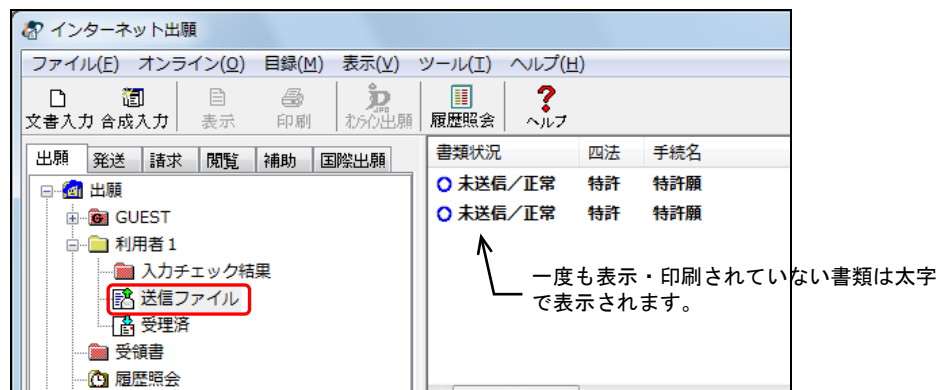 インターネット出願
ファイル(F) オンライン(O) 目録(M) 表示(V) ツール(T) ヘルプ(H)
文書入力 合成入力 表示 印刷 オンライン出願 履歴照会 ヘルプ
出願 発送 請求 閲覧 補助 国際出願
書類状況 四法 手続名
出願
GUEST
利用者1
入力チェック結果
送信ファイル
受理済
受領書
履歴照会
未送信/正常 特許 特許願
未送信/正常 特許 特許願
一度も表示・印刷されていない書類は太字
で表示されます。